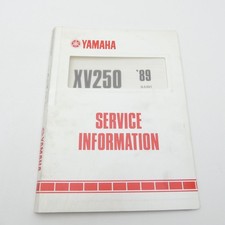 YAMAHA
XV250 '89
SERVICE
INFORMATION